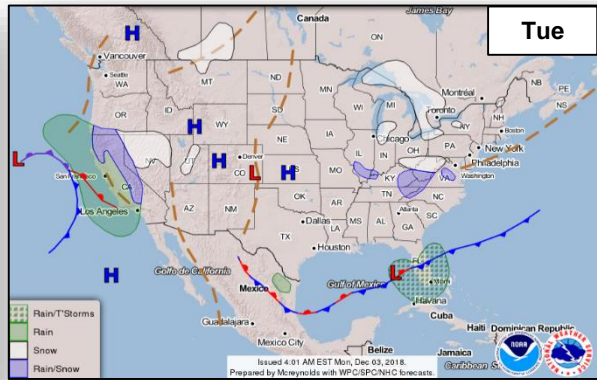 Tue
James Bay
Canada
ON
H
Vancouver
Seattle
WA
MT
ND
MN
Montréal
NB
PE
NS
OR
ID
WY
SD
WI
MI
Toronto
VT
NH
NY
Boston
H
NE
IA
Chicago
PA
New York
Philadelphia
L
NV
UT
H
Denver
CO
L
H
KS
MO
IL
IN
OH
WV
Washington
San Francisco
CA
KY
VA
Los Angeles
AZ
NM
OK
AR
TN
NC
Atlanta
SC
TX
Dallas
LA
MS
AL
GA
Houston
H
Golfo de California
Mexico
Gulf of Mexico
L
Miami
Havana
Cuba
Guadalajara
Mexico City
Belize
Haiti
Dominican Republic
Jamaica
Caribbean
Rain/T'Storms
Rain
Snow
Rain/Snow
Issued 4:01 AM EST Mon, Dec 03, 2018.
Prepared by Mcreynolds with WPC/SPC/NHC forecasts.
NOAA